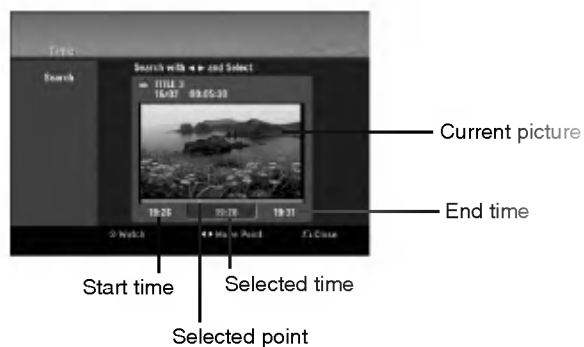 Time
Search
Search with ◄ ► and Select
TITLE 3
16/02 00:05:30
Current picture
19:26 19:28 19:31
End time
Watch ◄► Move Point Close
Start time
Selected time
Selected point